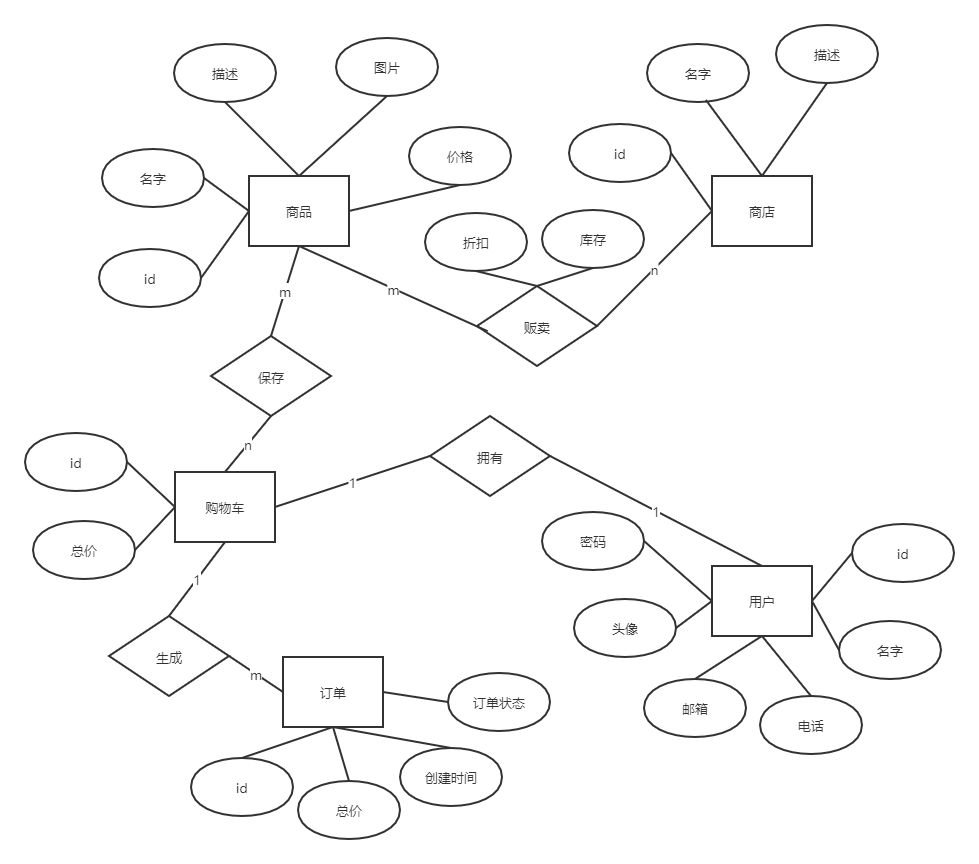 描述
图片
名字
描述
名字
价格
id
商品
商店
折扣
库存
id
m
m
n
贩卖
保存
n
拥有
id
1
购物车
1
密码
总价
id
1
用户
头像
生成
m
名字
订单
订单状态
邮箱
电话
id
创建时间
总价